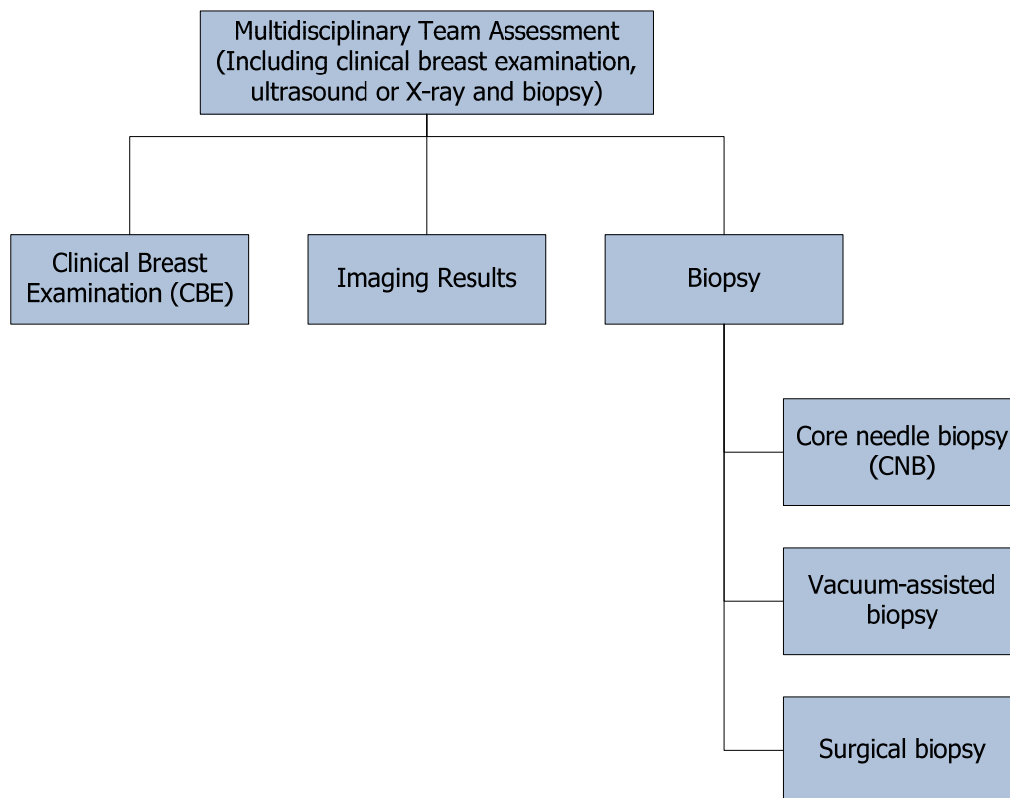 Multidisciplinary Team Assessment
(Including clinical breast examination,
ultrasound or X-ray and biopsy)
Clinical Breast
Examination (CBE)
Imaging Results
Biopsy
Core needle biopsy
(CNB)
Vacuum-assisted
biopsy
Surgical biopsy